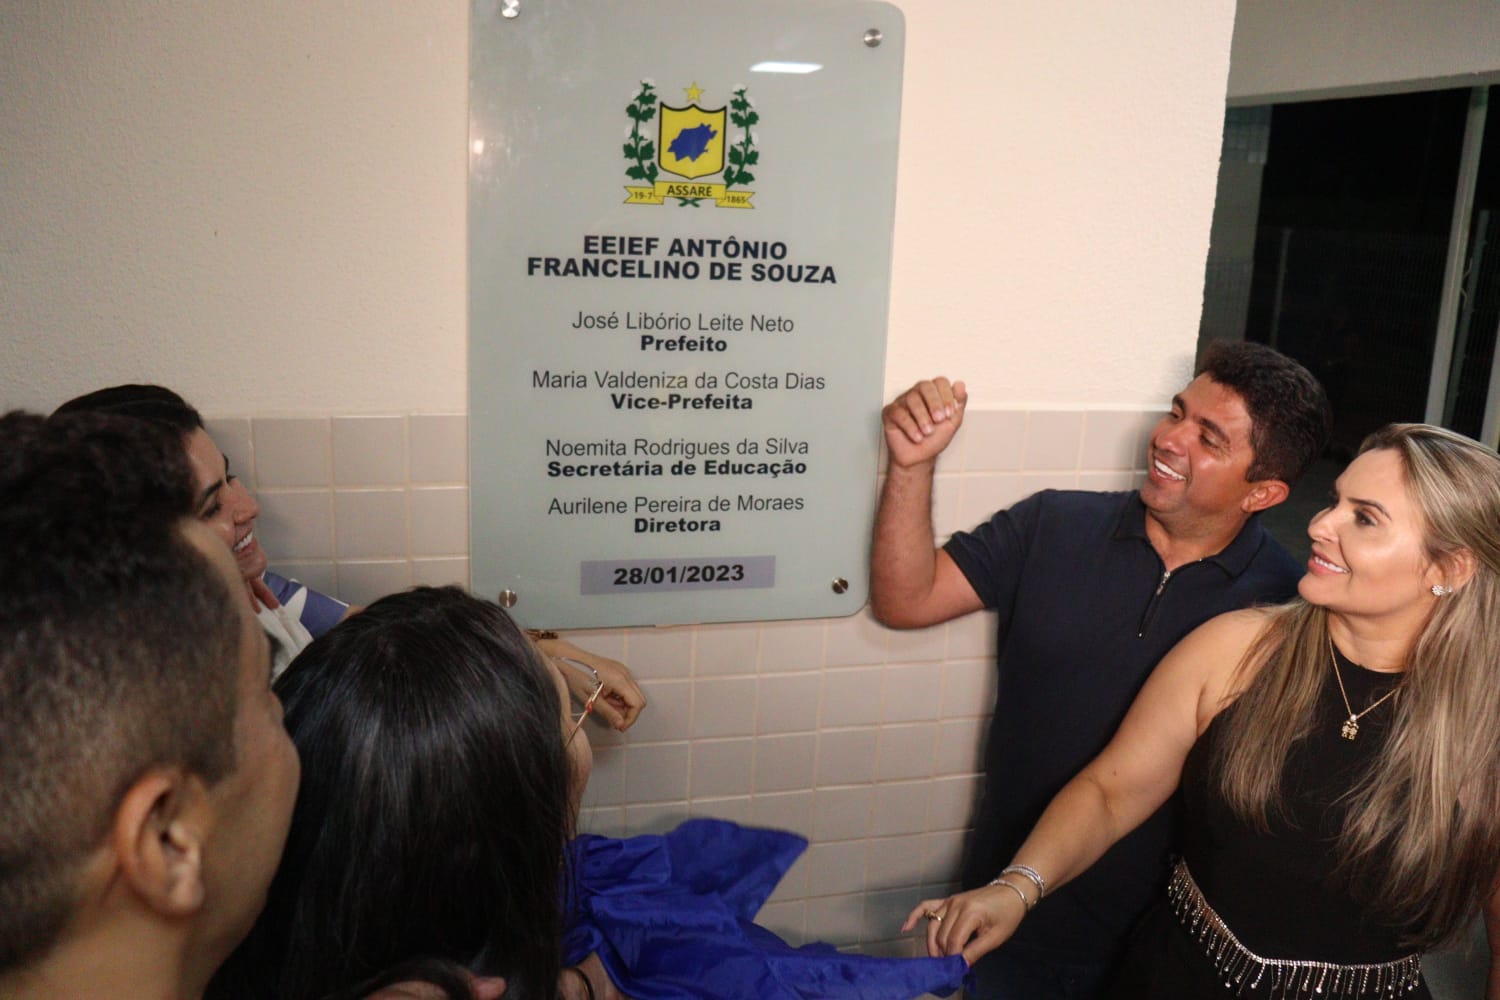 19-7 ASSARÉ 1865
EEIEF ANTÔNIO
FRANCELINO DE SOUZA
José Libório Leite Neto
Prefeito
Maria Valdeniza da Costa Dias
Vice-Prefeita
Noemita Rodrigues da Silva
Secretária de Educação
Aurilene Pereira de Moraes
Diretora
28/01/2023